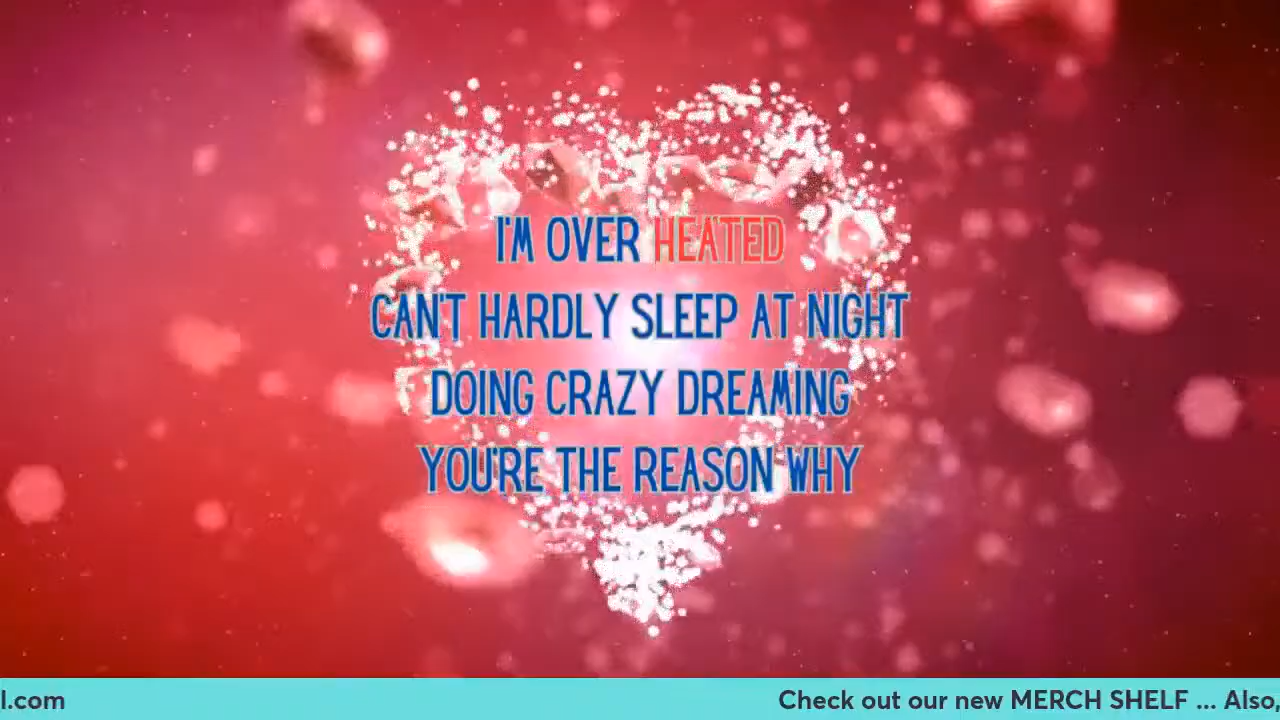 I'M OVER HEATED
CAN'T HARDLY SLEEP AT NIGHT
DOING CRAZY DREAMING
YOU'RE THE REASON WHY
l.com Check out our new MERCH SHELF ... Also,